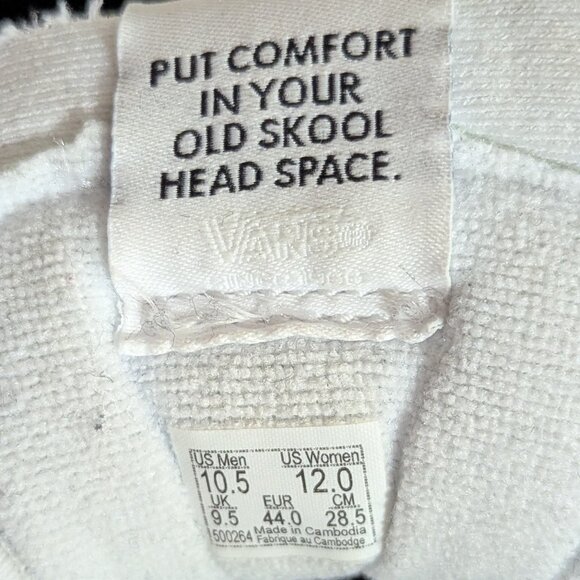 PUT COMFORT
IN YOUR
OLD SKOOL
HEAD SPACE.
VANS
US Men US Women
10.5 12.0
UK EUR CM
9.5 44.0 28.5
500264 Made in Cambodia
Fabrique au Cambodge